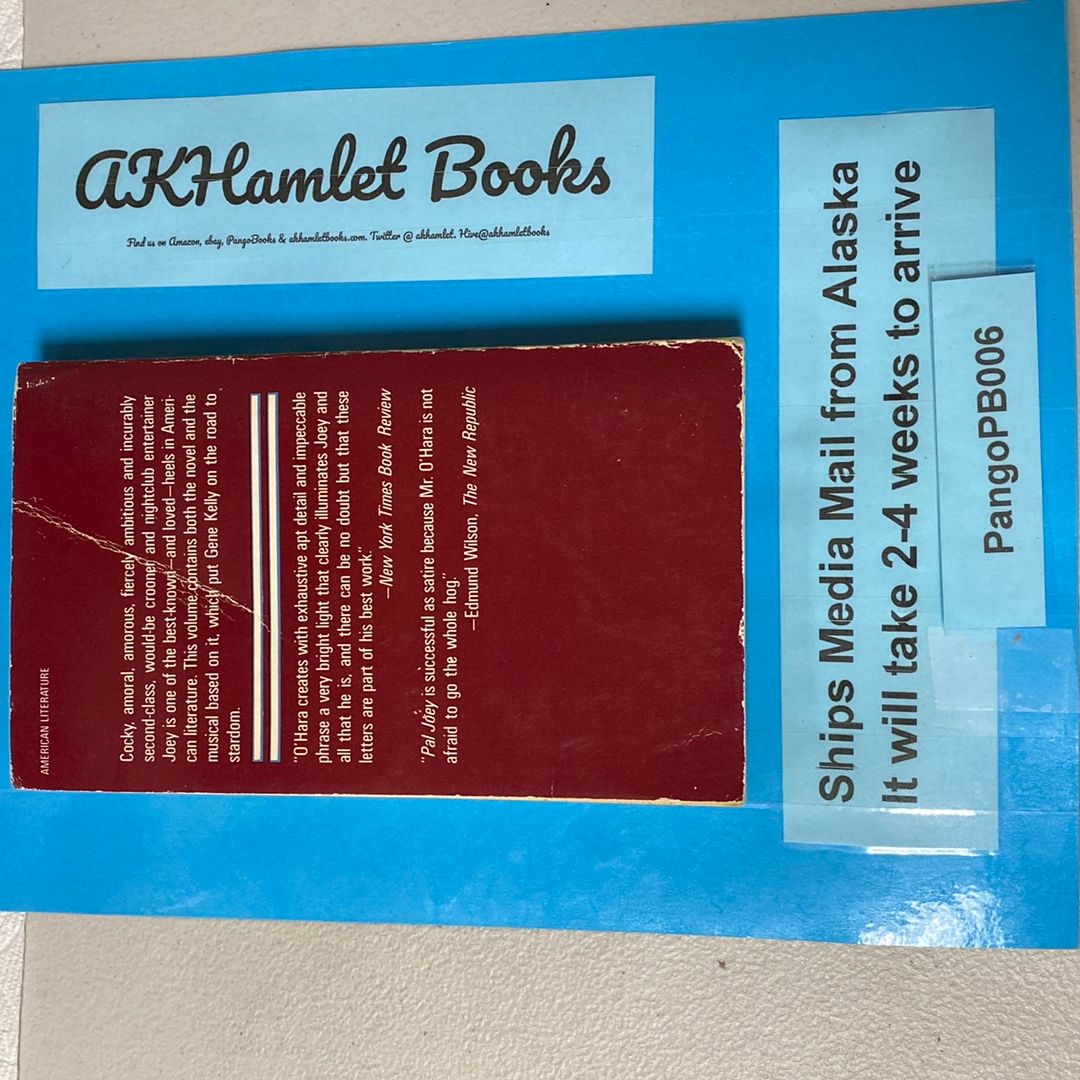 AKHamlet Books
Find us on Amazon, ebay, PangoBooks & akhamletbooks.com. Twitter @ akhamlet. Hive@akhamletbooks
AMERICAN LITERATURE
Cocky, amoral, amorous, fiercely ambitious and incurably
second-class, would-be crooner and nightclub entertainer
Joey is one of the best-known—and loved—heels in Ameri-
can literature. This volume contains both the novel and the
musical based on it, which put Gene Kelly on the road to
stardom.
"O'Hara creates with exhaustive apt detail and impeccable
phrase a very bright light that clearly illuminates Joey and
all that he is, and there can be no doubt but that these
letters are part of his best work."
—New York Times Book Review
"Pal Joey is successful as satire because Mr. O'Hara is not
afraid to go the whole hog."
—Edmund Wilson, The New Republic
Ships Media Mail from Alaska
It will take 2-4 weeks to arrive
PangoPB006